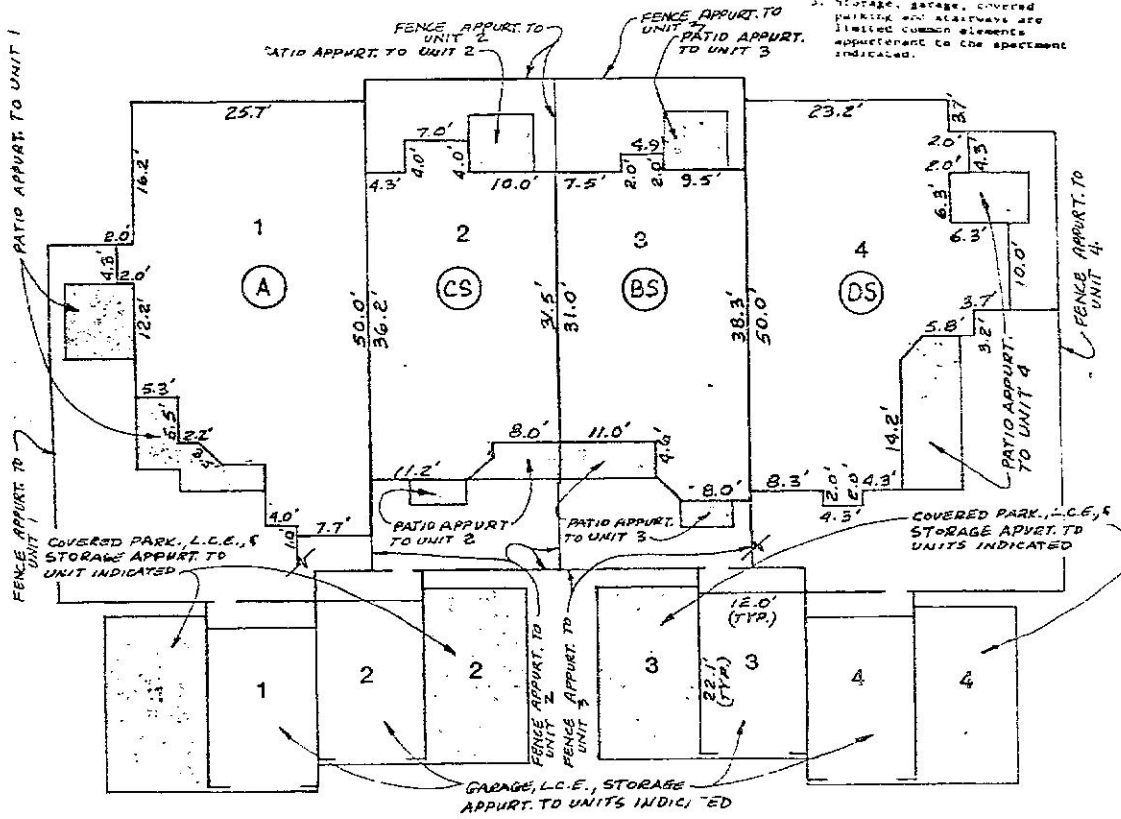 3. Storage, garage, covered
parking and stairways are
limited common elements
appurtenant to the apartment
indicated.
FENCE APPURT. TO
UNIT 2
PATIO APPURT. TO UNIT 2
FENCE APPURT. TO
UNIT 3
PATIO APPURT.
TO UNIT 3
PATIO APPURT. TO UNIT 1
25.7'
16.2'
2.0'
4.3'
2.0'
12.2'
5.3'
5.5'
2.2'
4.0'
7.7'
50.0'
1
A
4.3'
4.0'
7.0'
4.0'
10.0'
2
CS
36.2'
31.5'
8.0'
11.2'
7.5'
2.0'
4.9'
2.0'
9.5'
3
BS
31.0'
38.3'
11.0'
4.6'
8.0'
23.2'
3.7'
2.0'
4.3'
2.0'
6.3'
6.3'
10.0'
4
DS
50.0'
3.7'
3.2'
5.8'
14.2'
8.3'
2.0'
2.0'
4.3'
4.3'
FENCE APPURT. TO
UNIT 4.
PATIO APPURT.
TO UNIT 4
PATIO APPURT
TO UNIT 2
PATIO APPURT.
TO UNIT 3
FENCE APPURT. TO
UNIT 1
COVERED PARK., L.C.E., &
STORAGE APPURT. TO
UNIT INDICATED
COVERED PARK., L.C.E., &
STORAGE APURT. TO
UNITS INDICATED
FENCE APPURT. TO
UNIT 2
FENCE APPURT. TO
UNIT 3
12.0'
(TYP.)
22.1'
(TYP.)
1
2
2
3
3
4
4
GARAGE, L.C.E., STORAGE
APPURT. TO UNITS INDIC TED